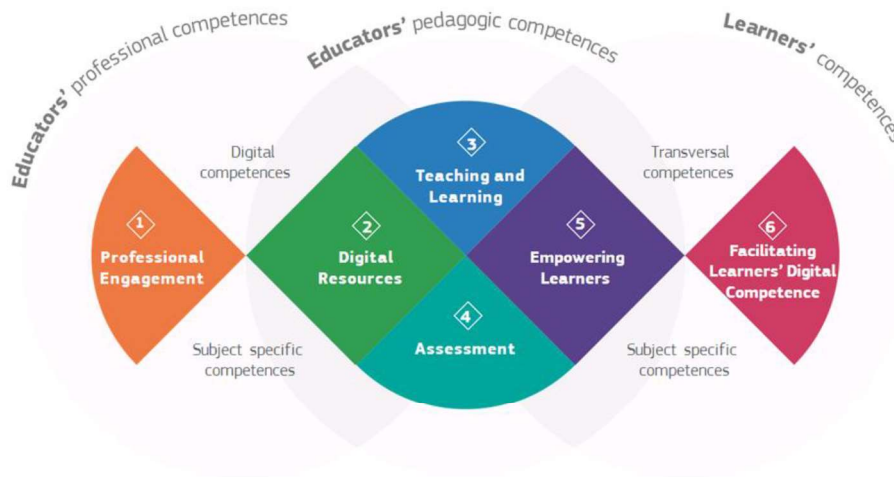 Educators' professional competences
Educators' pedagogic competences
Learners' competences
Digital
competences
Transversal
competences
1
Professional
Engagement
2
Digital
Resources
3
Teaching and
Learning
4
Assessment
5
Empowering
Learners
6
Facilitating
Learners' Digital
Competence
Subject specific
competences
Subject specific
competences